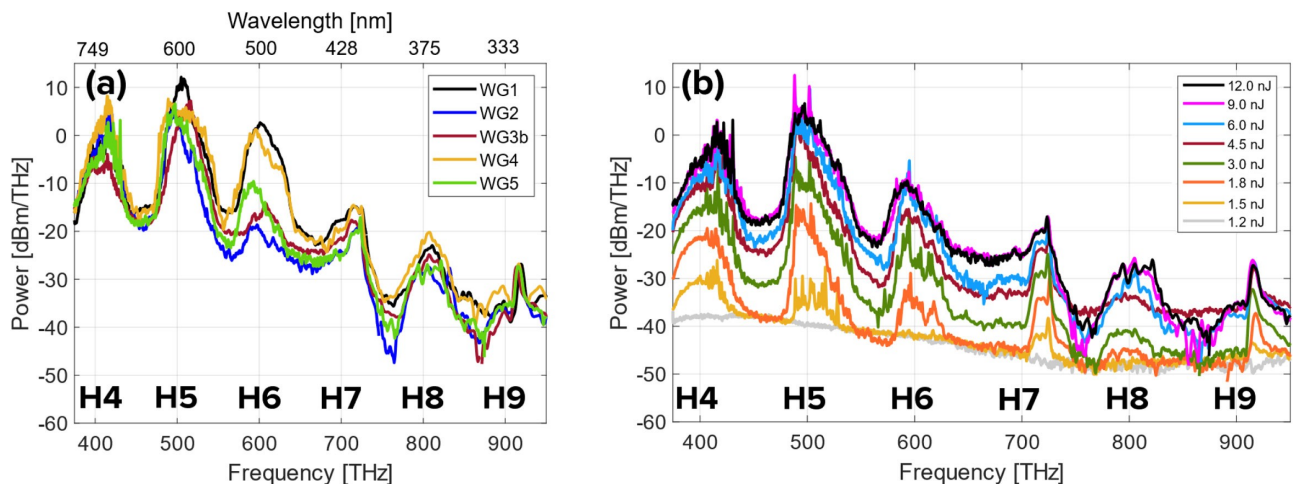 Wavelength [nm]
749 600 500 428 375 333
(a)
WG1
WG2
WG3b
WG4
WG5
10
0
-10
-20
-30
-40
-50
-60
Power [dBm/THz]
H4 H5 H6 H7 H8 H9
400 500 600 700 800 900
Frequency [THz]
(b)
12.0 nJ
9.0 nJ
6.0 nJ
4.5 nJ
3.0 nJ
1.8 nJ
1.5 nJ
1.2 nJ
10
0
-10
-20
-30
-40
-50
-60
Power [dBm/THz]
H4 H5 H6 H7 H8 H9
400 500 600 700 800 900
Frequency [THz]